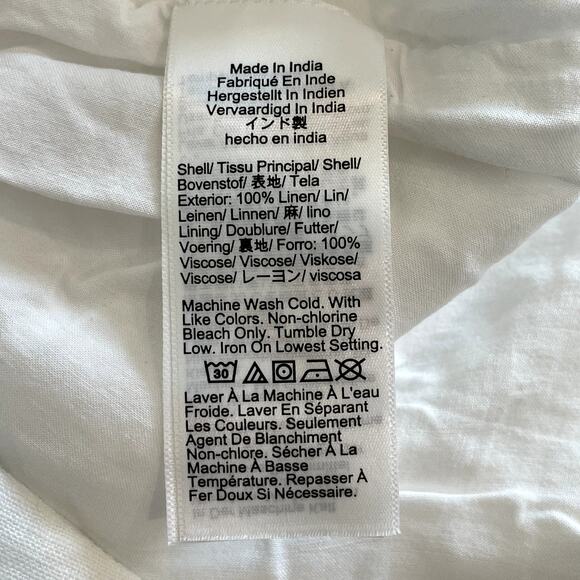 Made In India
Fabriqué En Inde
Hergestellt In Indien
Vervaardigd In India
インド製
hecho en india
Shell/ Tissu Principal/ Shell/
Bovenstof/ 表地/ Tela
Exterior: 100% Linen/ Lin/
Leinen/ Linnen/ 麻/ lino
Lining/ Doublure/ Futter/
Voering/ 裏地/ Forro: 100%
Viscose/ Viscose/ Viskose/
Viscose/ レーヨン/ viscosa
Machine Wash Cold. With
Like Colors. Non-chlorine
Bleach Only. Tumble Dry
Low. Iron On Lowest Setting.
30
Laver À La Machine À L'eau
Froide. Laver En Séparant
Les Couleurs. Seulement
Agent De Blanchiment
Non-chlore. Sécher À La
Machine À Basse
Température. Repasser À
Fer Doux Si Nécessaire.